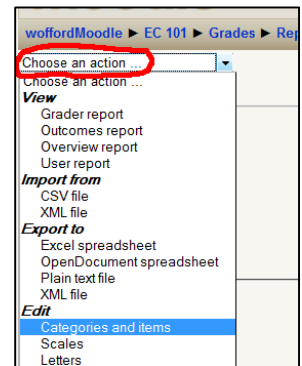 woffordMoodle ► EC 101 ► Grades ► Rep
Choose an action ...
Choose an action ...
View
Grader report
Outcomes report
Overview report
User report
Import from
CSV file
XML file
Export to
Excel spreadsheet
OpenDocument spreadsheet
Plain text file
XML file
Edit
Categories and items
Scales
Letters